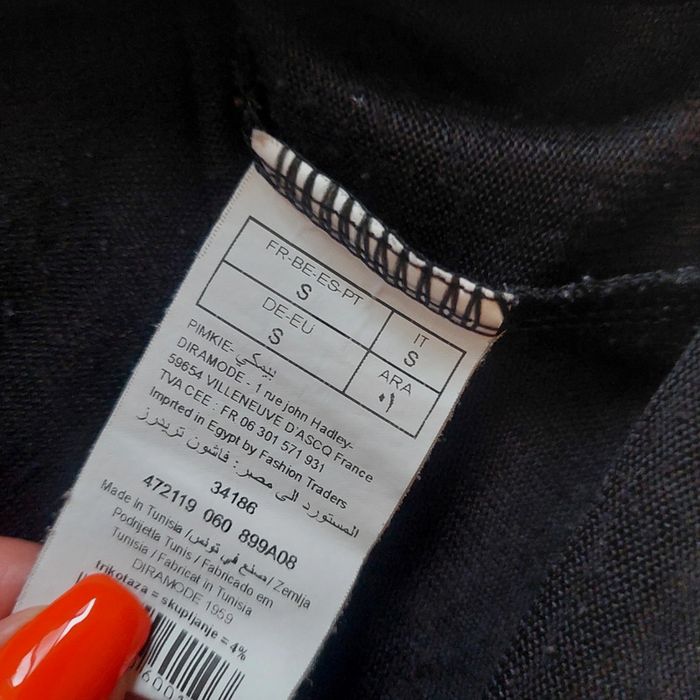 FR-BE-ES-PT
S
IT
S
DE-EU
S
ARA
٠١
PIMKIE-بيمكي
DIRAMODE - 1 rue john Hadley-
59654 VILLENEUVE D'ASCQ France
TVA CEE : FR 06 301 571 931
Imprted in Egypt by Fashion Traders
المستورد الى مصر: فاشون تريدرز
34186
472119 060 899A08
Made in Tunisia /صنع في تونس/ Zemlja
Podrijetla Tunis / Fabricado em
Tunisia / Fabricat in Tunisia
DIRAMODE 1959
trikotaza = skupljanje = 4%